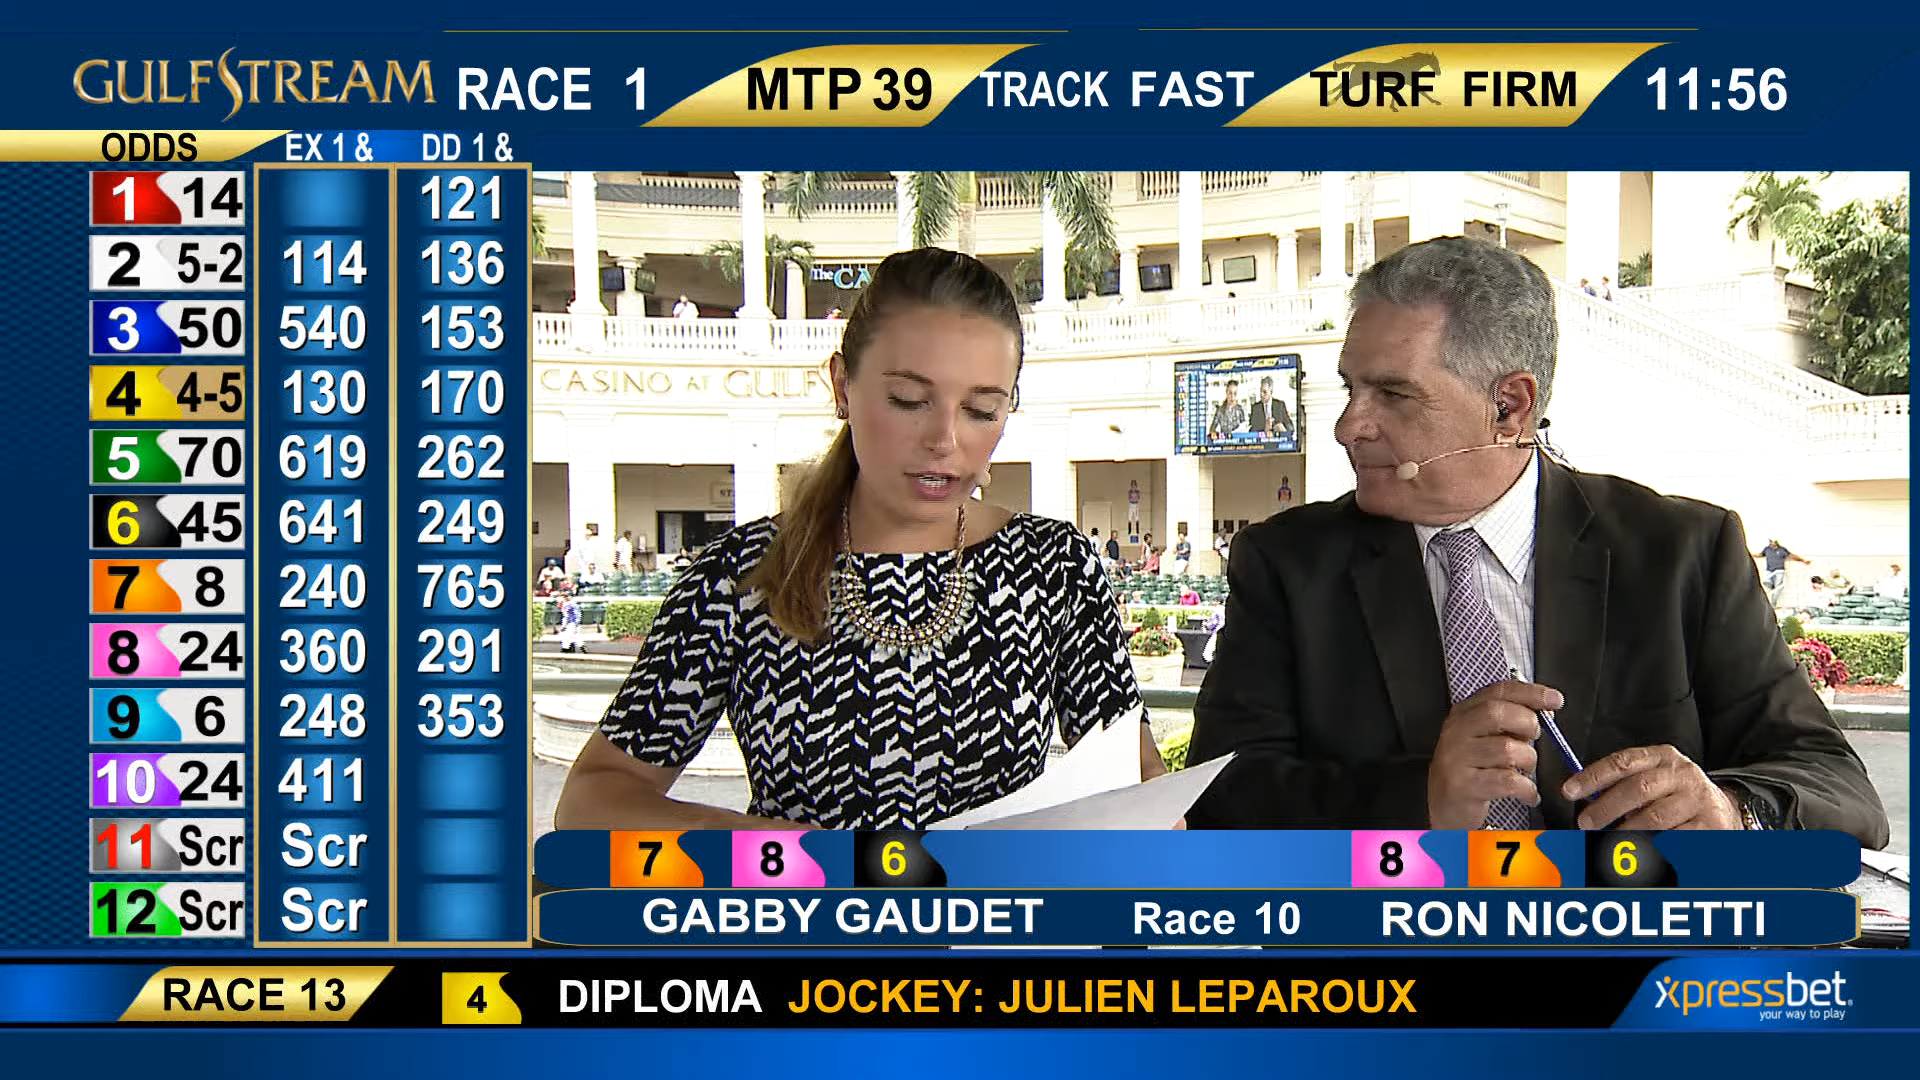 GULFSTREAM RACE 1 MTP 39 TRACK FAST TURF FIRM 11:56
ODDS EX 1 & DD 1 &
1 14 121
2 5-2 114 136
3 50 540 153
4 4-5 130 170
5 70 619 262
6 45 641 249
7 8 240 765
8 24 360 291
9 6 248 353
10 24 411
11 Scr Scr
12 Scr Scr
The CA
CASINO AT GULFS
7 8 6 8 7 6
GABBY GAUDET Race 10 RON NICOLETTI
RACE 13 4 DIPLOMA JOCKEY: JULIEN LEPAROUX xpressbet
your way to play